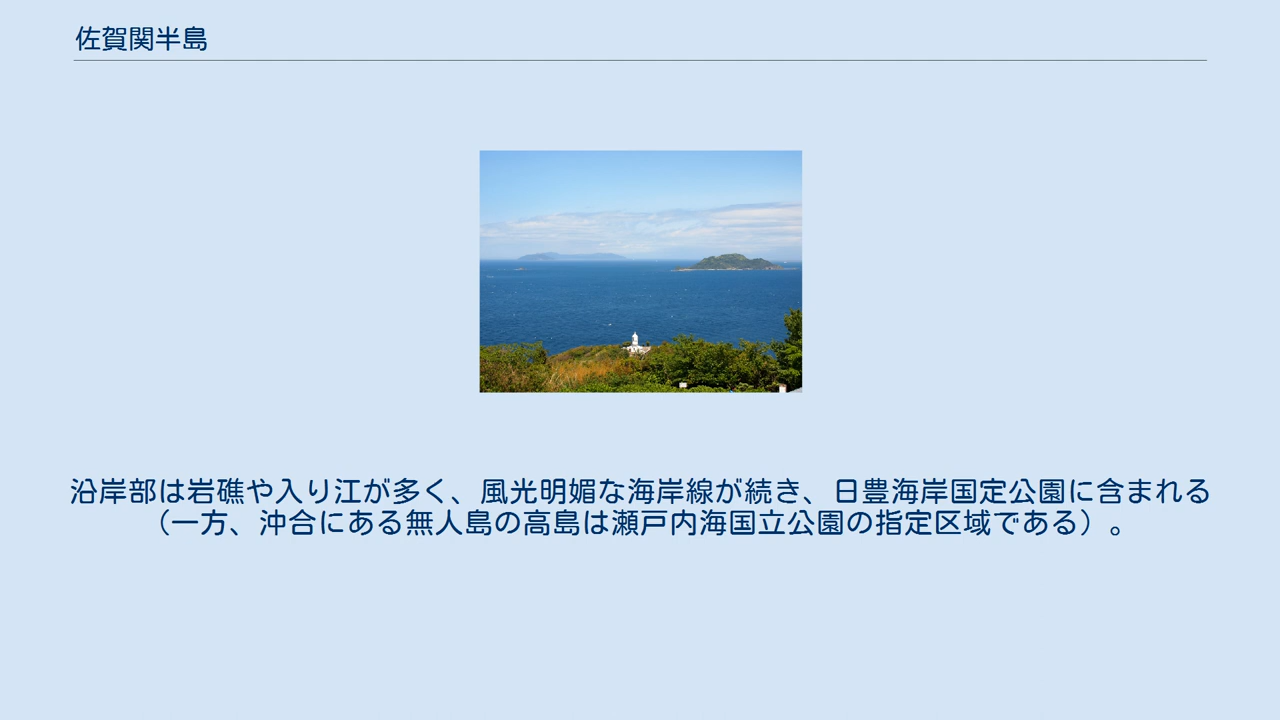 佐賀関半島
沿岸部は岩礁や入り江が多く、風光明媚な海岸線が続き、日豊海岸国定公園に含まれる
（一方、沖合にある無人島の高島は瀬戸内海国立公園の指定区域である）。